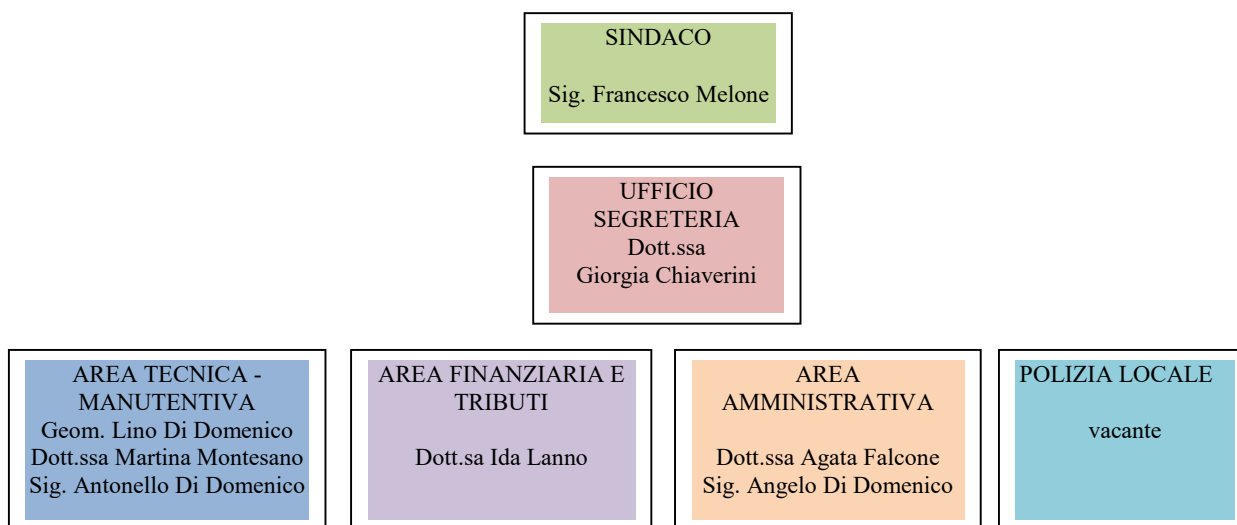 SINDACO
Sig. Francesco Melone
UFFICIO
SEGRETERIA
Dott.ssa
Giorgia Chiaverini
AREA TECNICA -
MANUTENTIVA
Geom. Lino Di Domenico
Dott.ssa Martina Montesano
Sig. Antonello Di Domenico
AREA FINANZIARIA E
TRIBUTI
Dott.sa Ida Lanno
AREA
AMMINISTRATIVA
Dott.ssa Agata Falcone
Sig. Angelo Di Domenico
POLIZIA LOCALE
vacante